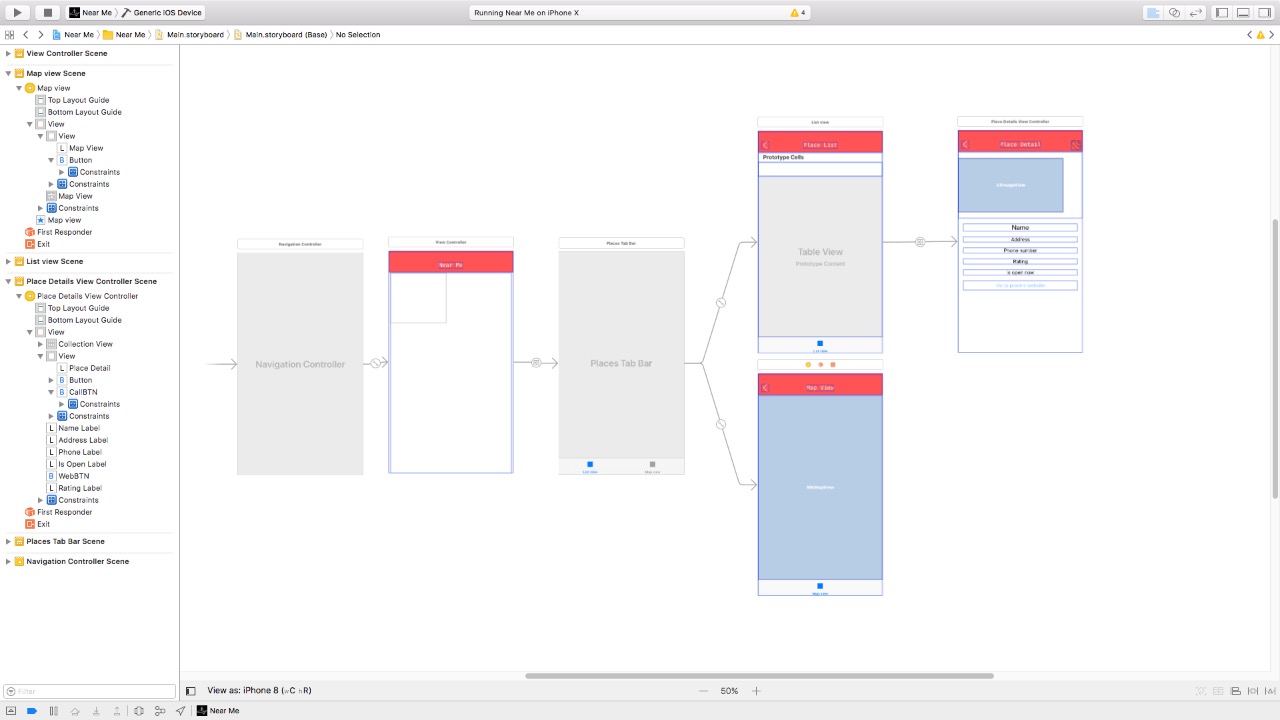 Near Me 〉 Generic iOS Device
Running Near Me on iPhone X
4
Near Me 〉 Near Me 〉 Main.storyboard 〉 Main.storyboard (Base) 〉 No Selection
View Controller Scene
Map view Scene
Map view
Top Layout Guide
Bottom Layout Guide
View
View
L Map View
B Button
Constraints
Constraints
Map View
Constraints
Map view
First Responder
Exit
List view Scene
Place Details View Controller Scene
Place Details View Controller
Top Layout Guide
Bottom Layout Guide
View
Collection View
View
L Place Detail
B Button
B CallBTN
Constraints
Constraints
L Name Label
L Address Label
L Phone Label
L Is Open Label
B WebBTN
L Rating Label
Constraints
First Responder
Exit
Places Tab Bar Scene
Navigation Controller Scene
Filter
Navigation Controller
Navigation Controller
View Controller
Near Me
Places Tab Bar
Places Tab Bar
List view
Map view
List view
Place List
Prototype Cells
Table View
Prototype Content
List view
Map View
MKMapView
Map view
Place Details View Controller
Place Detail
UIImageView
Name
Address
Phone number
Rating
is open now
Go to place's website
View as: iPhone 8 (wC hR)
50%
Near Me